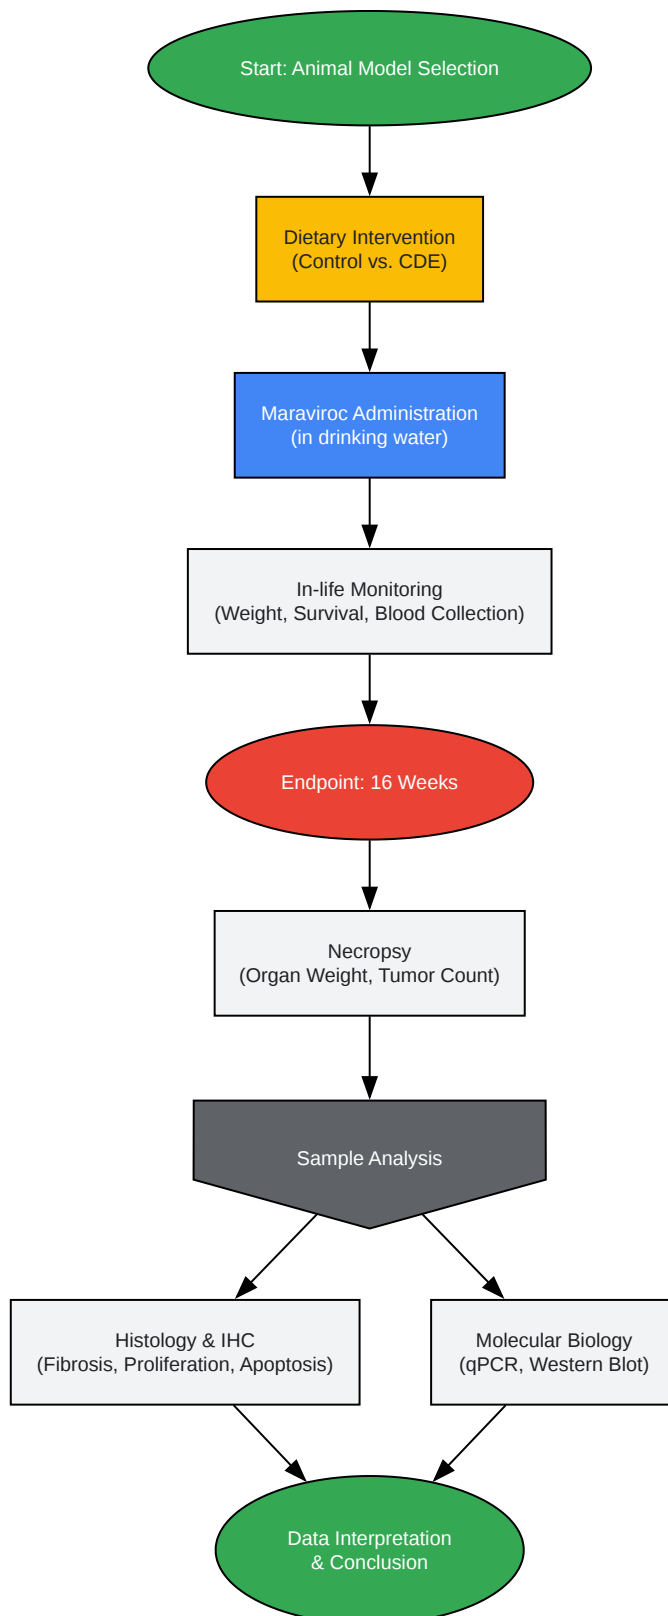 Start: Animal Model Selection
Dietary Intervention
(Control vs. CDE)
Maraviroc Administration
(in drinking water)
In-life Monitoring
(Weight, Survival, Blood Collection)
Endpoint: 16 Weeks
Necropsy
(Organ Weight, Tumor Count)
Sample Analysis
Histology & IHC
(Fibrosis, Proliferation, Apoptosis)
Molecular Biology
(qPCR, Western Blot)
Data Interpretation
& Conclusion